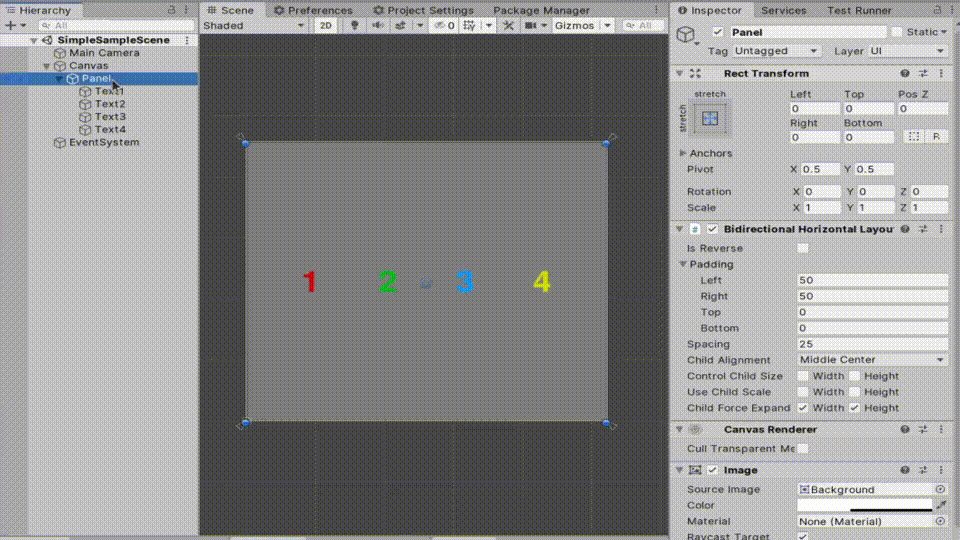 Hierarchy
All
SimpleSampleScene
Main Camera
Canvas
Panel
Text1
Text2
Text3
Text4
EventSystem
Scene Preferences Project Settings Package Manager
Shaded 2D 0 Gizmos All
1 2 3 4
Inspector Services Test Runner
Panel Static
Tag Untagged Layer UI
Rect Transform
stretch Left Top Pos Z
stretch 0 0 0
Right Bottom
0 0 R
Anchors
Pivot X 0.5 Y 0.5
Rotation X 0 Y 0 Z 0
Scale X 1 Y 1 Z 1
# Bidirectional Horizontal Layou
Is Reverse
Padding
Left 50
Right 50
Top 0
Bottom 0
Spacing 25
Child Alignment Middle Center
Control Child Size Width Height
Use Child Scale Width Height
Child Force Expand Width Height
Canvas Renderer
Cull Transparent Me
Image
Source Image Background
Color
Material None (Material)
Raycast Target